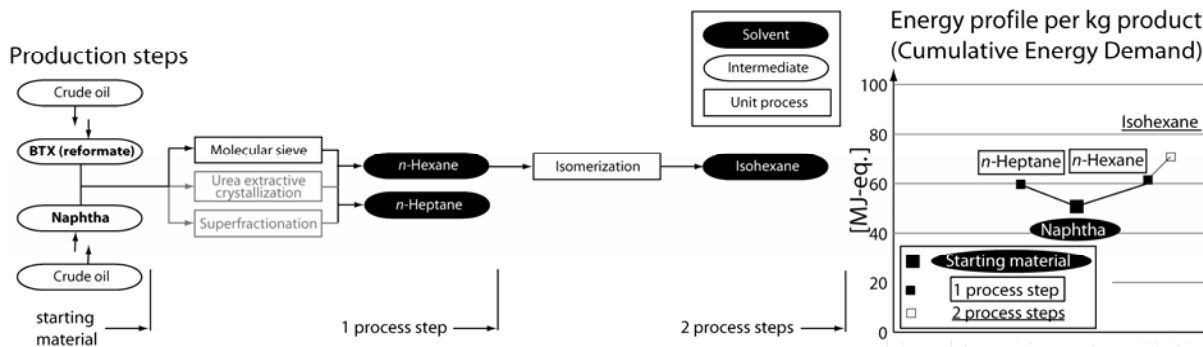 Production steps
Crude oil
BTX (reformate)
Naphtha
Crude oil
Molecular sieve
Urea extractive
crystallization
Superfractionation
n-Hexane
n-Heptane
Isomerization
Isohexane
Solvent
Intermediate
Unit process
starting
material
1 process step
2 process steps
Energy profile per kg product
(Cumulative Energy Demand)
[MJ-eq.]
100
80
60
40
20
0
Isohexane
n-Heptane
n-Hexane
Naphtha
Starting material
1 process step
2 process steps